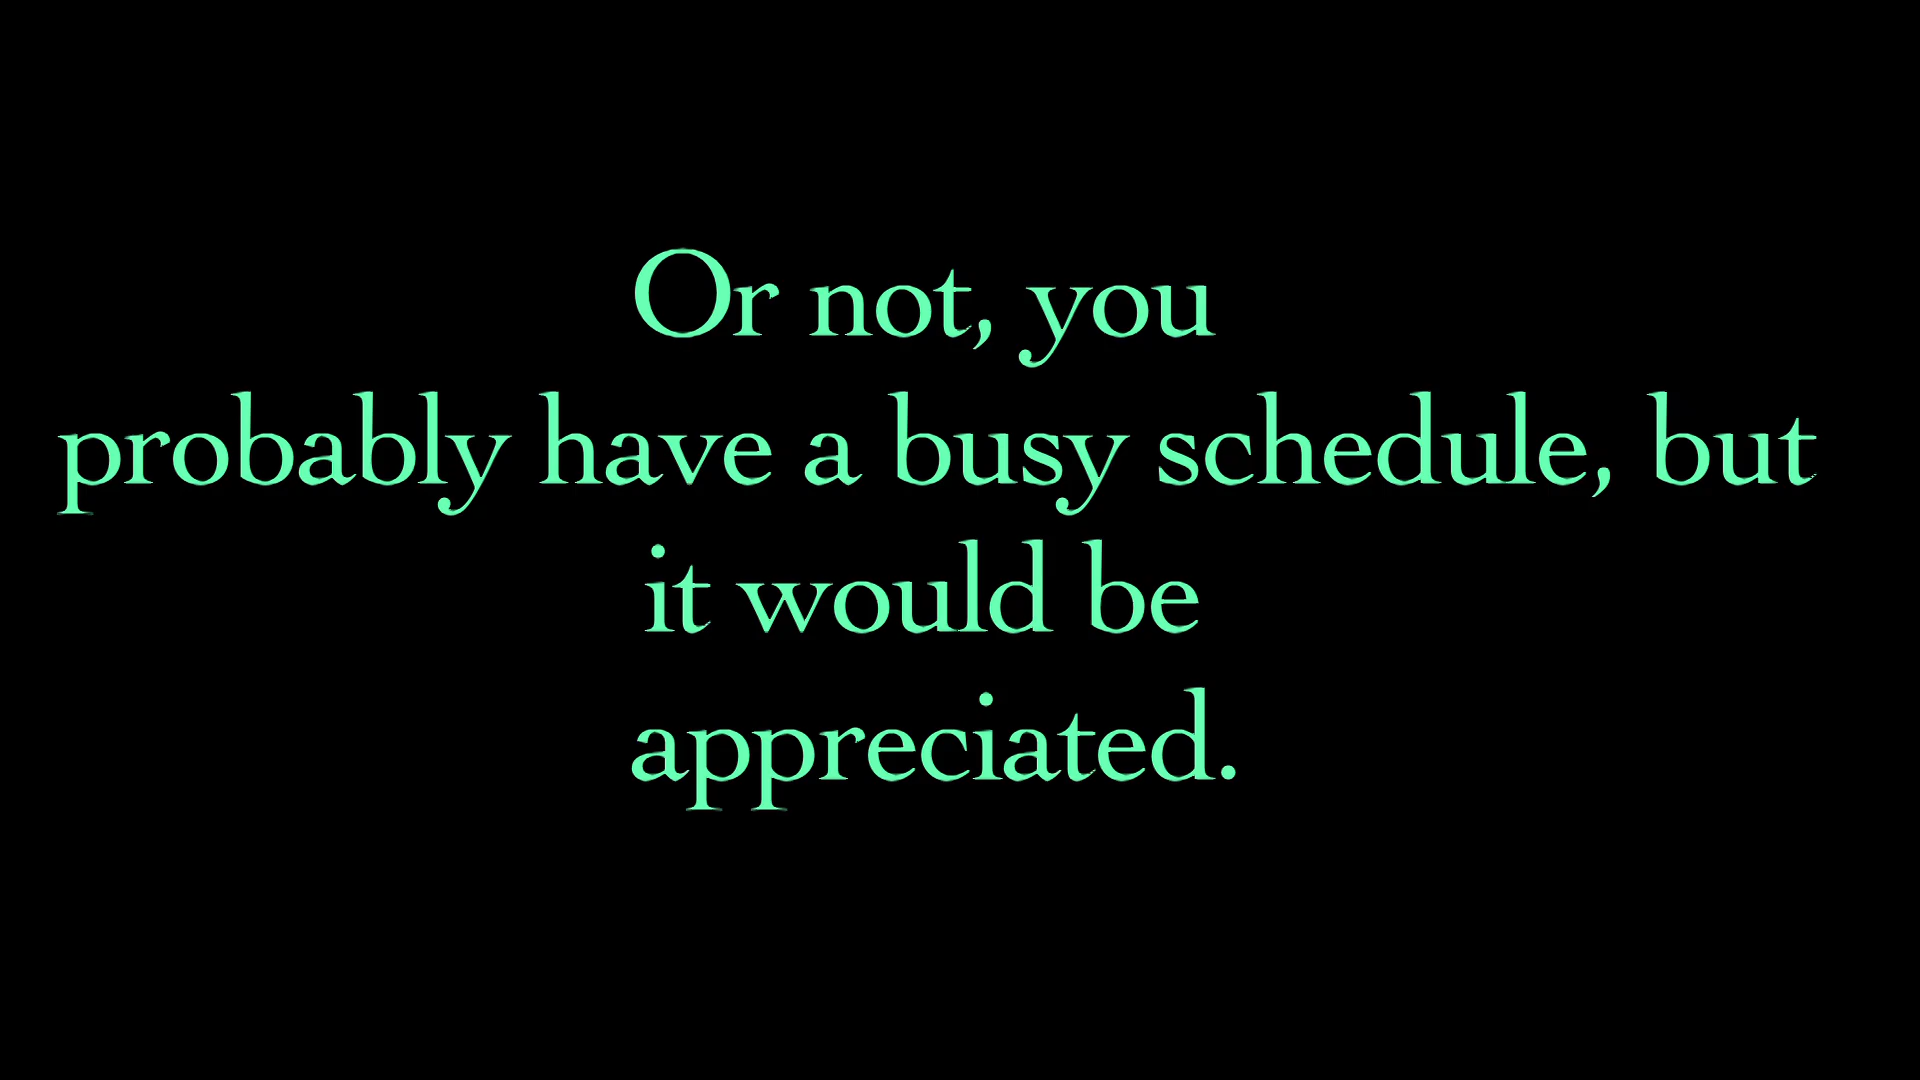 Or not, you
probably have a busy schedule, but
it would be
appreciated.